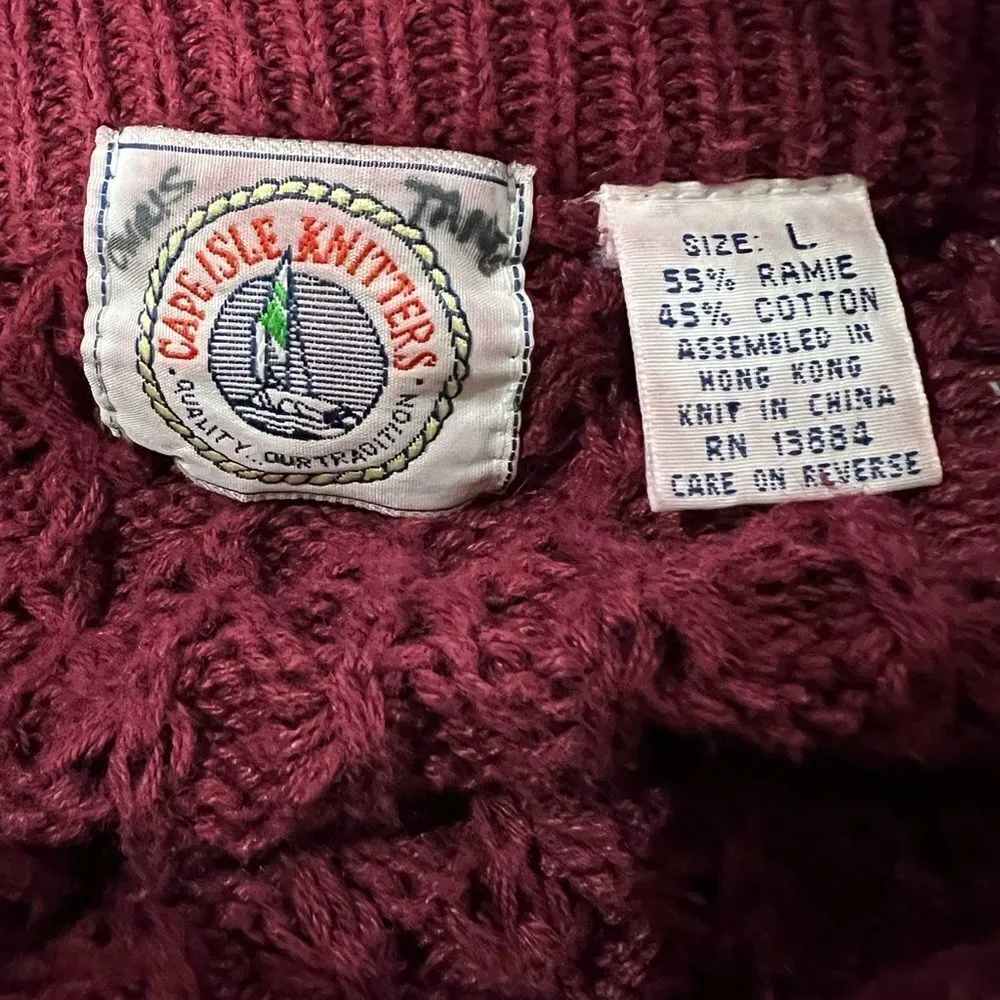 JAMES
CAPE ISLE KNITTERS
· QUALITY...OUR TRADITION ·
SIZE: L
55% RAMIE
45% COTTON
ASSEMBLED IN
HONG KONG
KNIT IN CHINA
RN 13684
CARE ON REVERSE